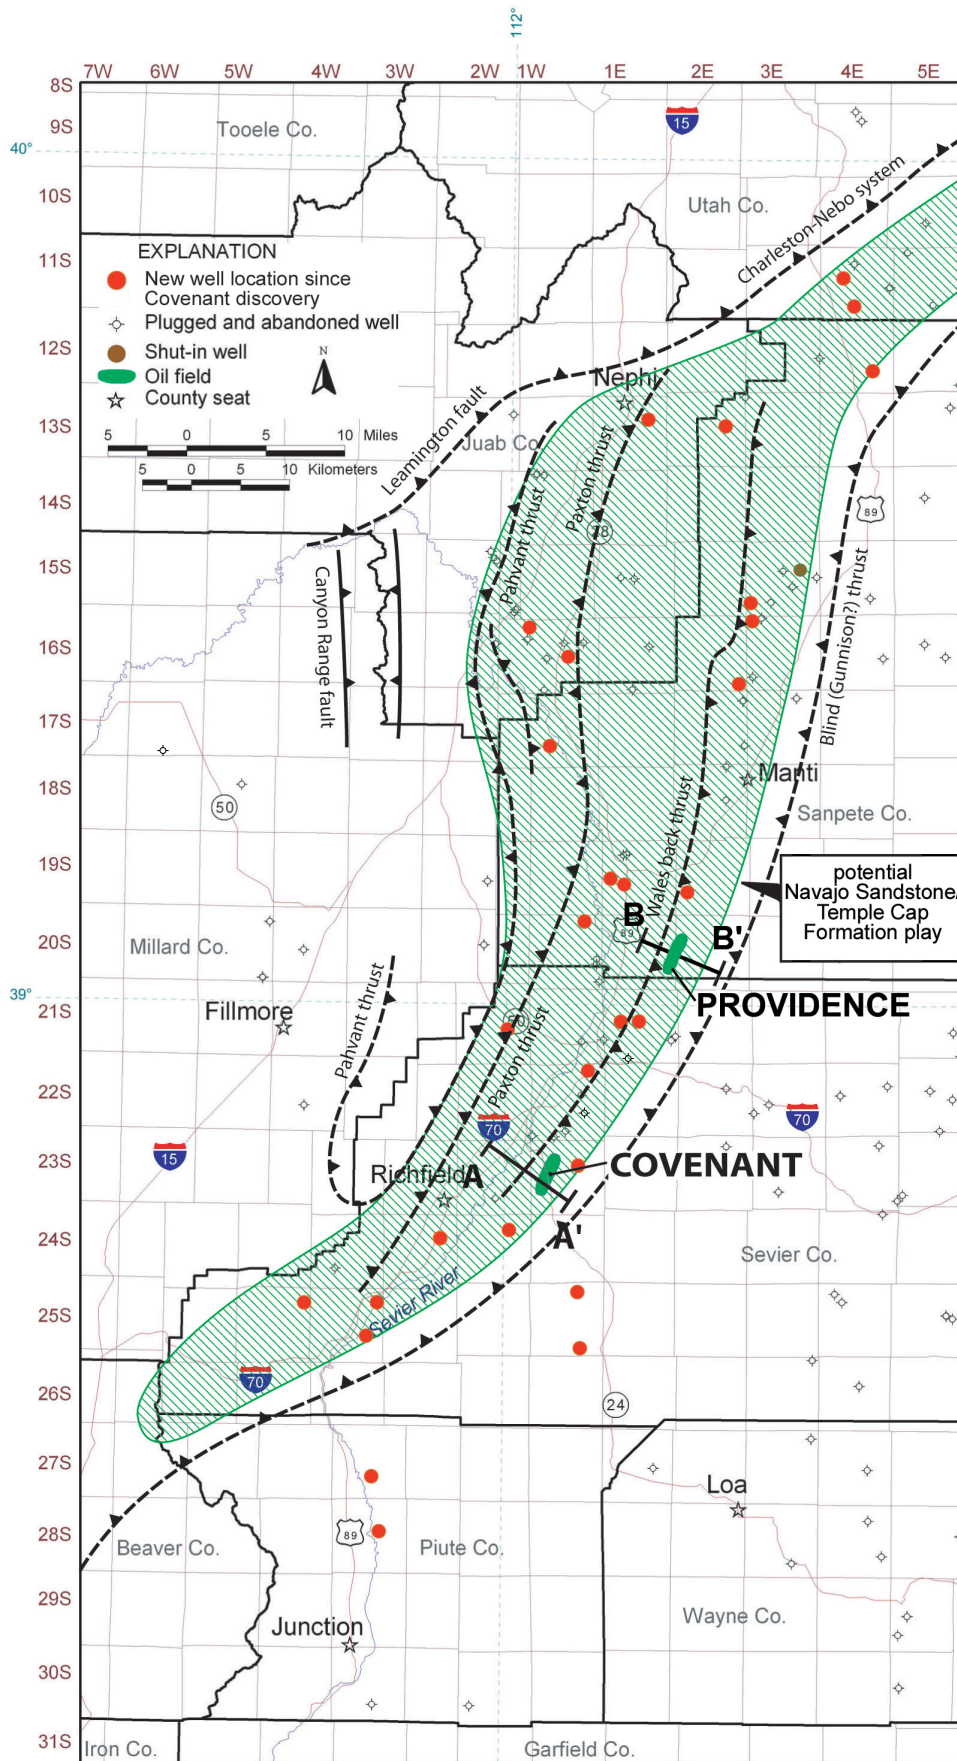 112°
7W
6W
5W
4W
3W
2W
1W
1E
2E
3E
4E
5E
8S
9S
40°
10S
11S
12S
13S
14S
15S
16S
17S
18S
19S
20S
39°
21S
22S
23S
24S
25S
26S
27S
28S
29S
30S
31S
Tooele Co.
15
Utah Co.
Charleston-Nebo system
EXPLANATION
New well location since
Covenant discovery
Plugged and abandoned well
Shut-in well
Oil field
County seat
N
5 0 5 10 Miles
5 0 5 10 Kilometers
Nephi
Juab Co.
Leamington fault
Pahvant thrust
Paxton thrust
28
89
Canyon Range fault
Blind (Gunnison?) thrust
50
Manti
Sanpete Co.
Wales back thrust
potential
Navajo Sandstone/
Temple Cap
Formation play
B
89
B'
PROVIDENCE
Millard Co.
Fillmore
Pahvant thrust
50
Paxton thrust
70
70
15
COVENANT
Richfield
A
A'
Sevier Co.
Sevier River
70
24
Loa
89
Beaver Co.
Piute Co.
Wayne Co.
Junction
Iron Co.
Garfield Co.